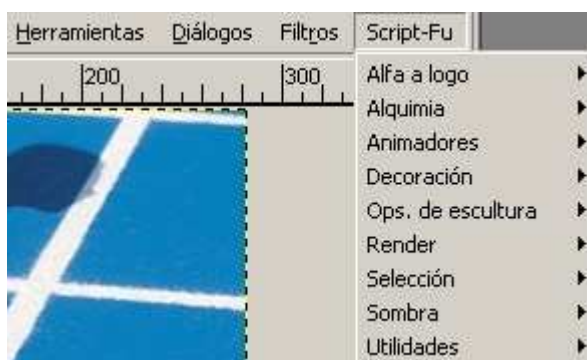 Herramientas Diálogos Filtros Script-Fu
200 300
Alfa a logo
Alquimia
Animadores
Decoración
Ops. de escultura
Render
Selección
Sombra
Utilidades